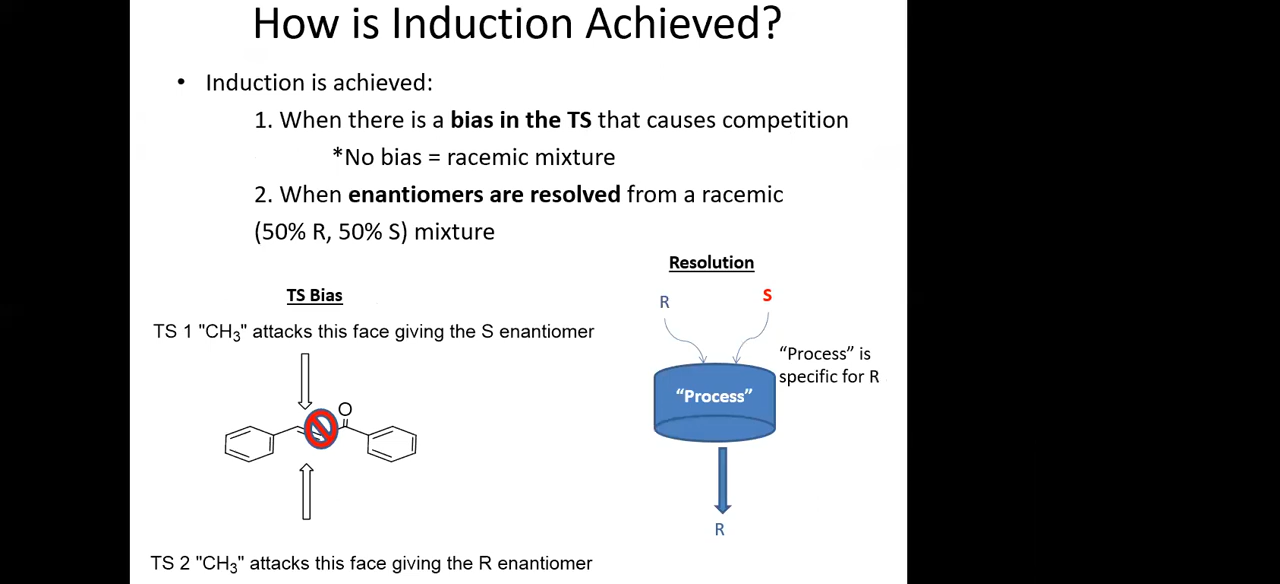 How is Induction Achieved?
• Induction is achieved:
1. When there is a bias in the TS that causes competition
*No bias = racemic mixture
2. When enantiomers are resolved from a racemic
(50% R, 50% S) mixture
TS Bias
TS 1 "CH₃" attacks this face giving the S enantiomer
O
TS 2 "CH₃" attacks this face giving the R enantiomer
Resolution
R S
“Process” is
specific for R
“Process”
R